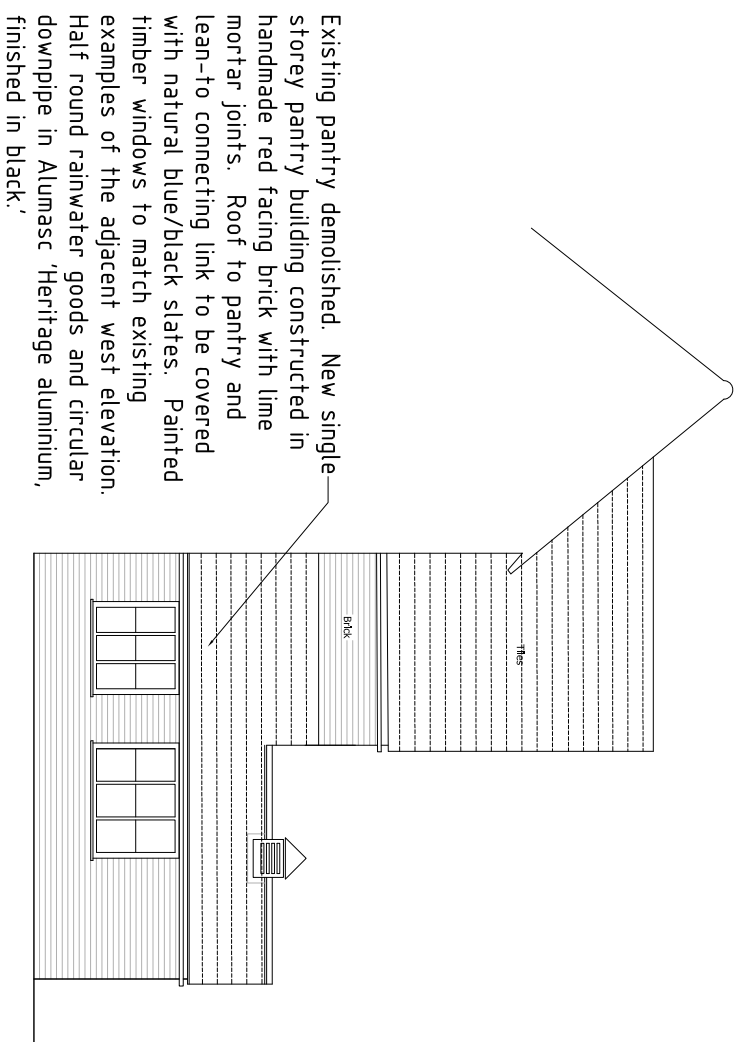 Existing pantry demolished.  New single
storey pantry building constructed in
handmade red facing brick with lime
mortar joints.  Roof to pantry and
lean-to connecting link to be covered
with natural blue/black slates.  Painted
timber windows to match existing
examples of the adjacent west elevation.
Half round rainwater goods and circular
downpipe in Alumasc 'Heritage aluminium,
finished in black.'
Brick
Tiles